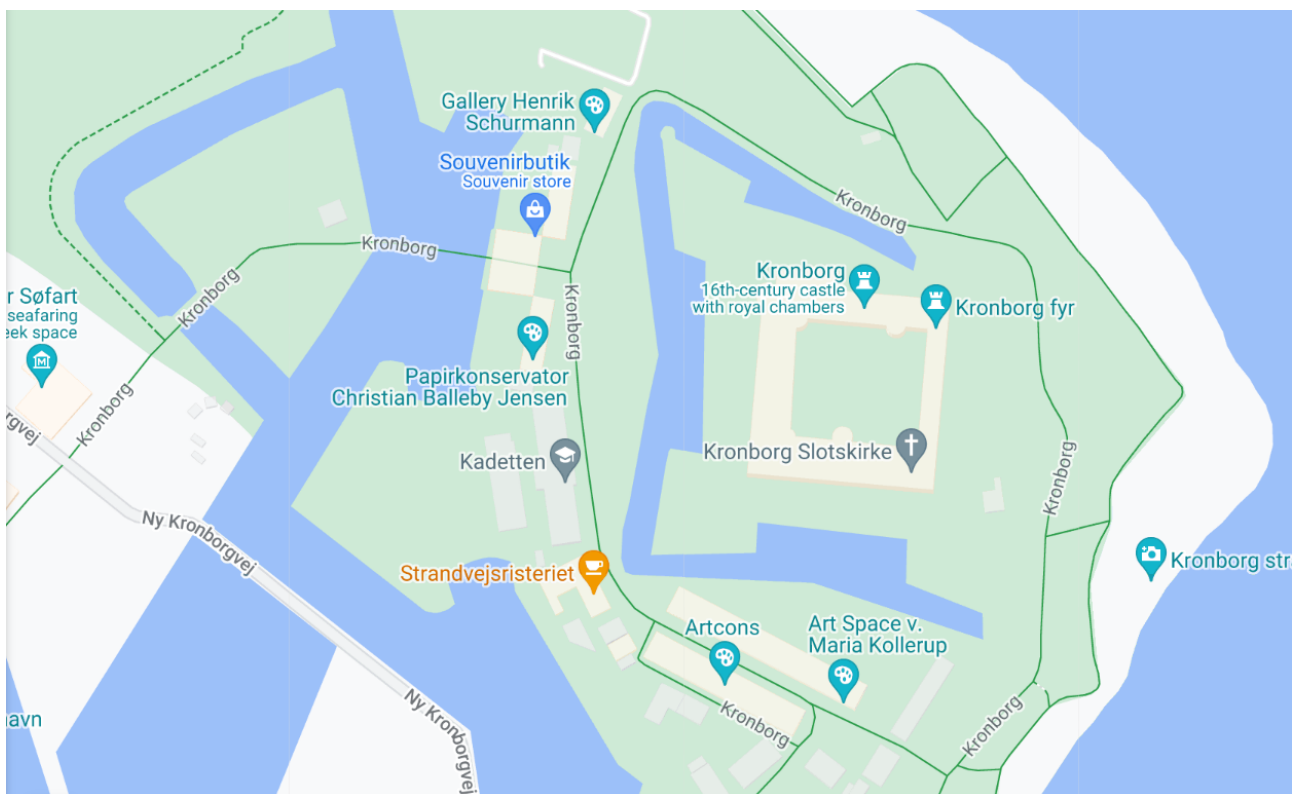 Gallery Henrik
Schurmann
Souvenirbutik
Souvenir store
Kronborg
Kronborg
Kronborg
Kronborg
16th-century castle
with royal chambers
Kronborg fyr
r Søfart
seafaring
eek space
Kronborg
Papirkonservator
Christian Balleby Jensen
Kronborg
rgvej
Kadetten
Kronborg Slotskirke
Kronborg
Ny Kronborgvej
Strandvejsristeriet
Kronborg stra
Artcons
Art Space v.
Maria Kollerup
Kronborg
Kronborg
Ny Kronborgvej
navn